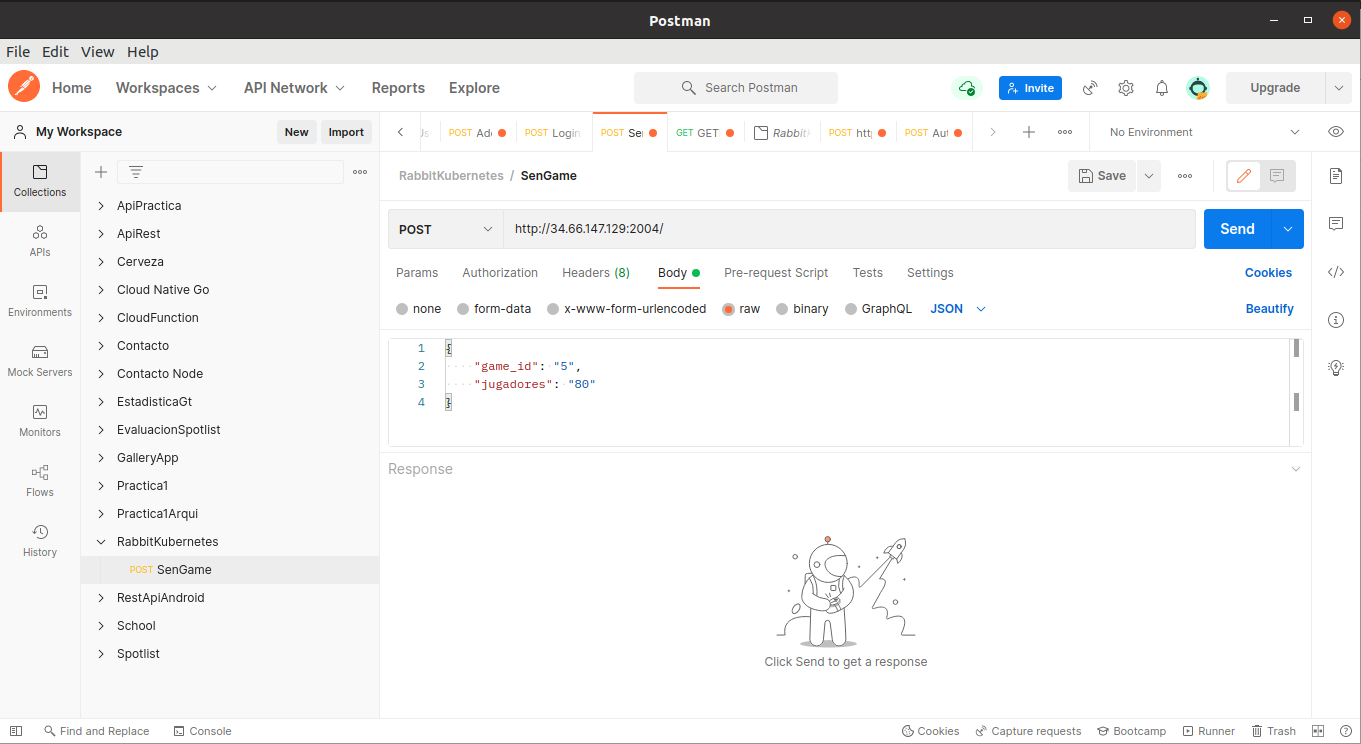 Postman
File Edit View Help
Home Workspaces API Network Reports Explore Search Postman Invite Upgrade
My Workspace New Import
POST Ad POST Login POST Se GET GET Rabbit POST htt POST Aut No Environment
Collections
APIs
Environments
Mock Servers
Monitors
Flows
History
ApiPractica
ApiRest
Cerveza
Cloud Native Go
CloudFunction
Contacto
Contacto Node
EstadisticaGt
EvaluacionSpotlist
GalleryApp
Practica1
Practica1Arqui
RabbitKubernetes
POST SenGame
RestApiAndroid
School
Spotlist
RabbitKubernetes / SenGame Save
POST http://34.66.147.129:2004/ Send
Params Authorization Headers (8) Body Pre-request Script Tests Settings Cookies
none form-data x-www-form-urlencoded raw binary GraphQL JSON Beautify
1 {
2 "game_id": "5",
3 "jugadores": "80"
4 }
Response
Click Send to get a response
Find and Replace Console Cookies Capture requests Bootcamp Runner Trash